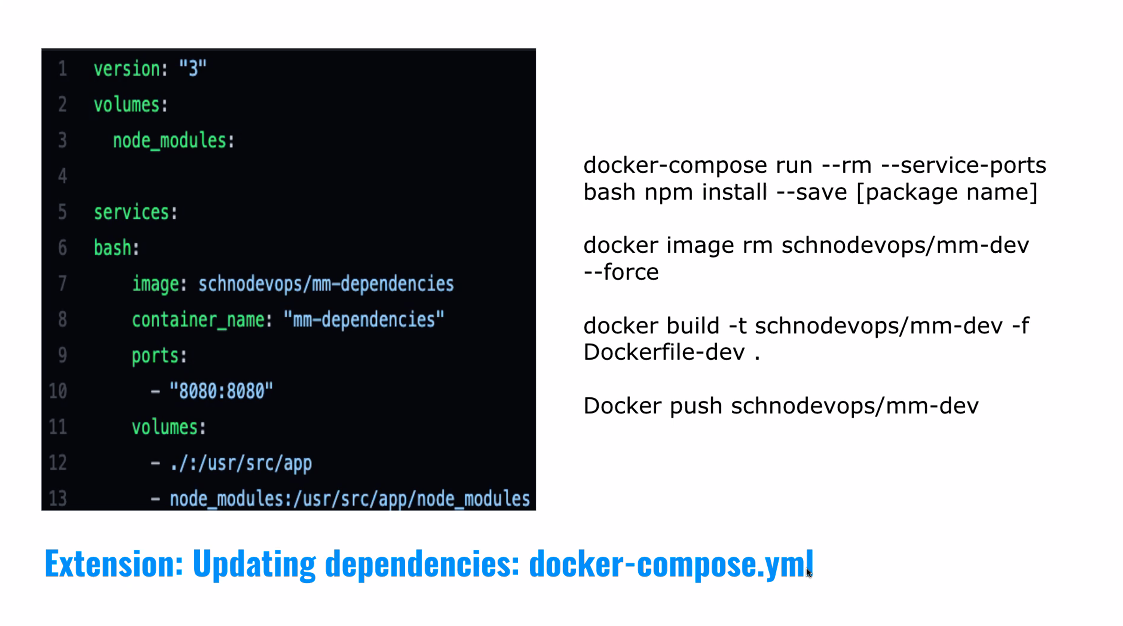 1 version: "3"
2 volumes:
3   node_modules:
4
5 services:
6 bash:
7     image: schnodevops/mm-dependencies
8     container_name: "mm-dependencies"
9     ports:
10       – "8080:8080"
11     volumes:
12       – ./:/usr/src/app
13       – node_modules:/usr/src/app/node_modules
docker-compose run --rm --service-ports
bash npm install --save [package name]
docker image rm schnodevops/mm-dev
--force
docker build -t schnodevops/mm-dev -f
Dockerfile-dev .
Docker push schnodevops/mm-dev
Extension: Updating dependencies: docker-compose.yml